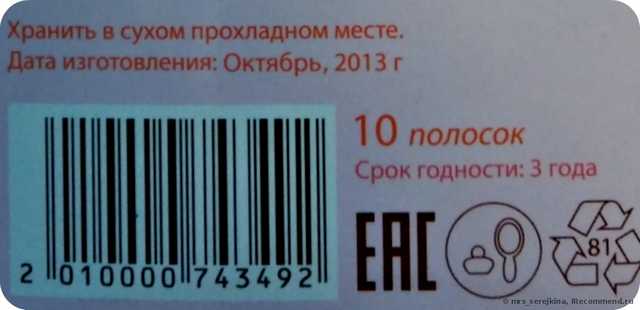 Хранить в сухом прохладном месте.
Дата изготовления: Октябрь, 2013 г
10 полосок
Срок годности: 3 года
EAC
81
2 010000 743492
© mrs_serejkina, IRecommend.ru